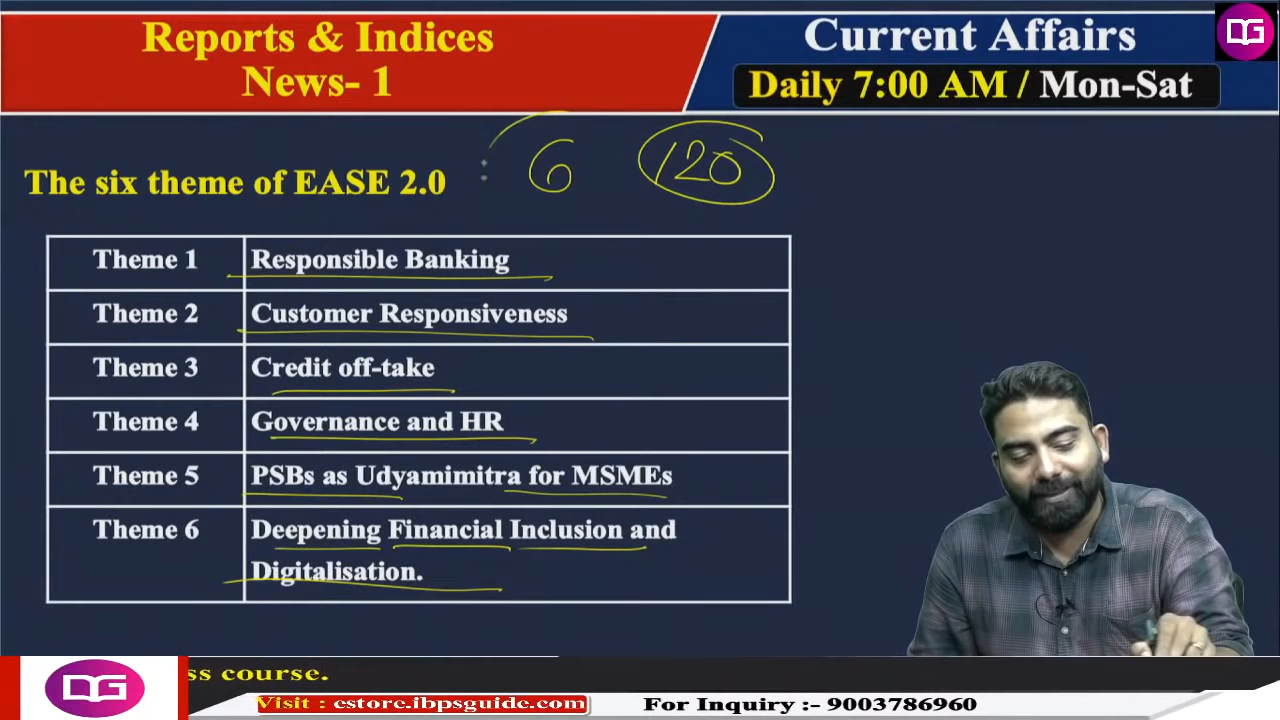 Reports & Indices
News- 1
Current Affairs
Daily 7:00 AM / Mon-Sat
The six theme of EASE 2.0 : 6 120
Theme 1 Responsible Banking
Theme 2 Customer Responsiveness
Theme 3 Credit off-take
Theme 4 Governance and HR
Theme 5 PSBs as Udyamimitra for MSMEs
Theme 6 Deepening Financial Inclusion and
Digitalisation.
ss course.
Visit : estore.ibpsguide.com
For Inquiry :- 9003786960